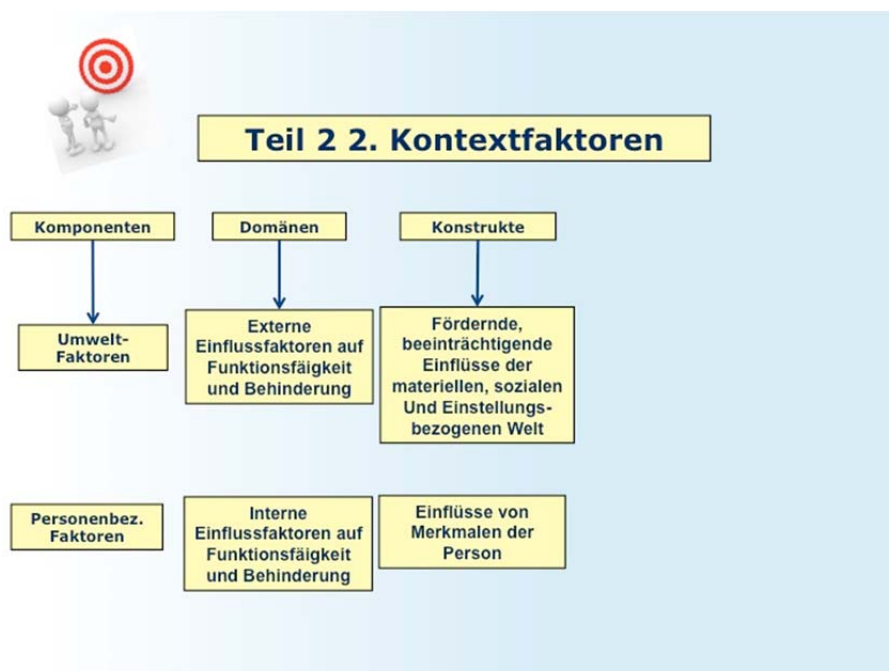 Teil 2 2. Kontextfaktoren
Komponenten
Domänen
Konstrukte
Umwelt-
Faktoren
Externe
Einflussfaktoren auf
Funktionsfäigkeit
und Behinderung
Fördernde,
beeinträchtigende
Einflüsse der
materiellen, sozialen
Und Einstellungs-
bezogenen Welt
Personenbez.
Faktoren
Interne
Einflussfaktoren auf
Funktionsfäigkeit
und Behinderung
Einflüsse von
Merkmalen der
Person